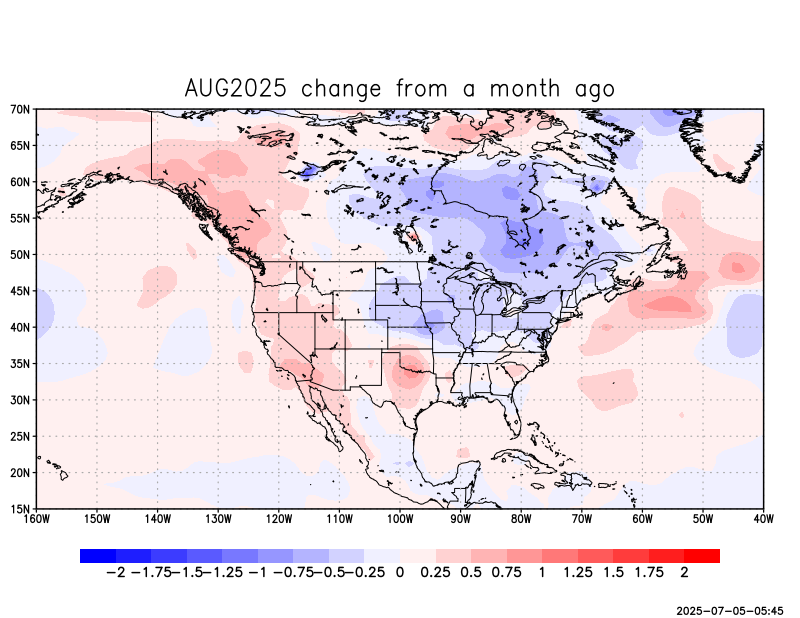 AUG2025 change from a month ago
70N
65N
60N
55N
50N
45N
40N
35N
30N
25N
20N
15N
160W 150W 140W 130W 120W 110W 100W 90W 80W 70W 60W 50W 40W
-2 -1.75 -1.5 -1.25 -1 -0.75 -0.5 -0.25 0 0.25 0.5 0.75 1 1.25 1.5 1.75 2
2025-07-05-05:45